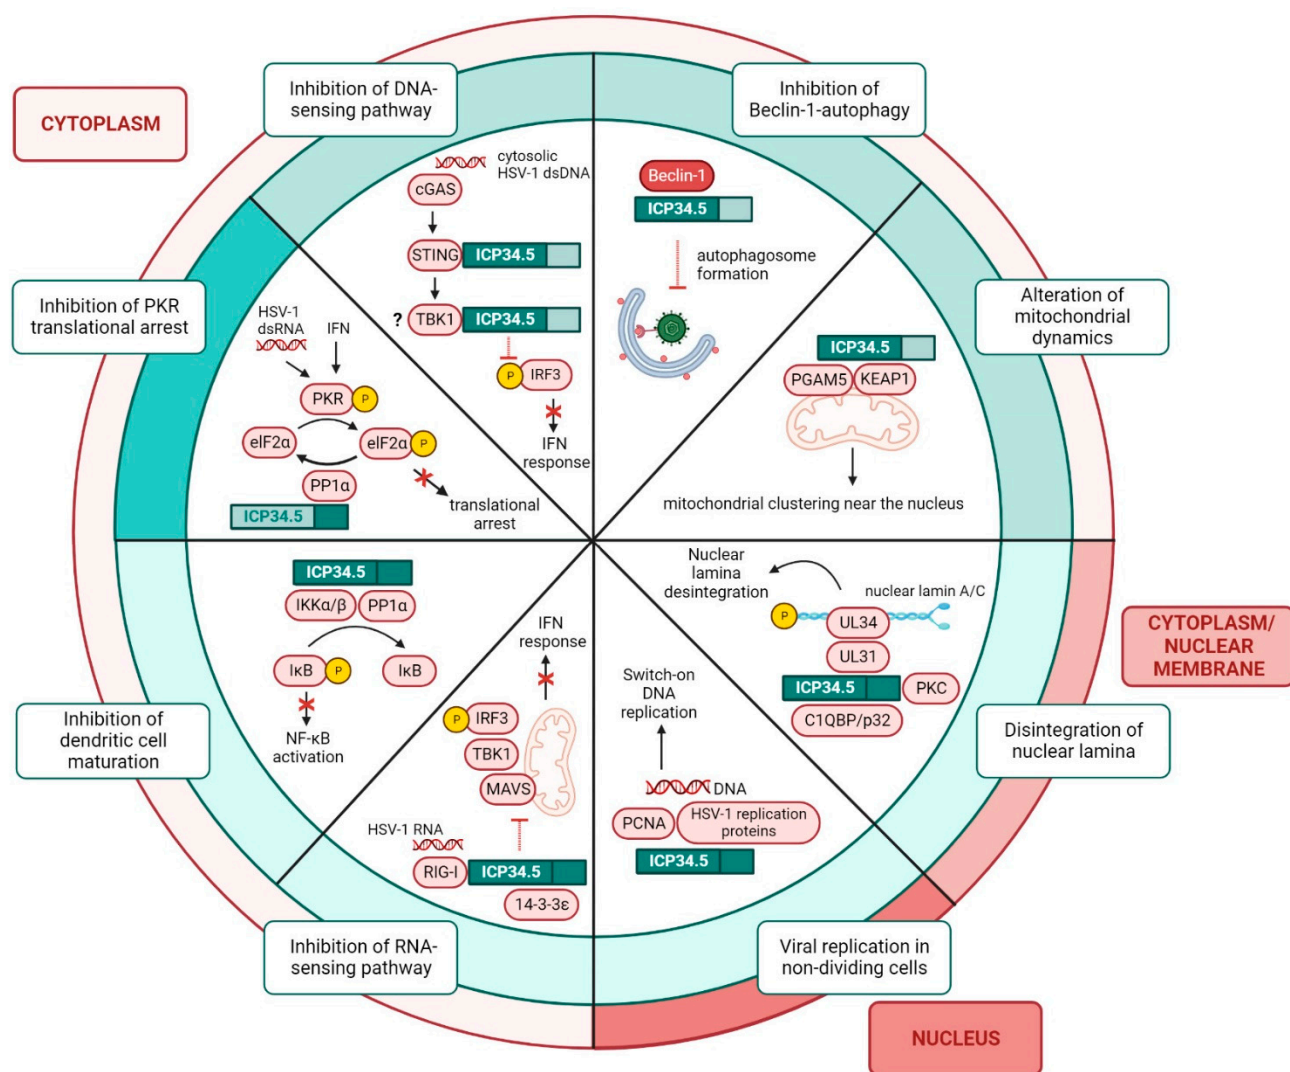 CYTOPLASM
Inhibition of DNA-
sensing pathway
cytosolic
HSV-1 dsDNA
cGAS
STING
ICP34.5
?
TBK1
ICP34.5
P
IRF3
IFN
response
Inhibition of
Beclin-1-autophagy
Beclin-1
ICP34.5
autophagosome
formation
Alteration of
mitochondrial
dynamics
ICP34.5
PGAM5
KEAP1
mitochondrial clustering near the nucleus
Inhibition of PKR
translational arrest
HSV-1
dsRNA
IFN
PKR
P
eIF2α
eIF2α
P
PP1α
ICP34.5
translational
arrest
Inhibition of
dendritic cell
maturation
ICP34.5
IKKα/β
PP1α
IκB
P
IκB
NF-κB
activation
Inhibition of RNA-
sensing pathway
IFN
response
P
IRF3
TBK1
MAVS
HSV-1 RNA
RIG-I
ICP34.5
14-3-3ε
CYTOPLASM/
NUCLEAR
MEMBRANE
Disintegration of
nuclear lamina
Nuclear
lamina
desintegration
nuclear lamin A/C
P
UL34
UL31
ICP34.5
PKC
C1QBP/p32
Viral replication in
non-dividing cells
Switch-on
DNA
replication
DNA
PCNA
HSV-1 replication
proteins
ICP34.5
NUCLEUS